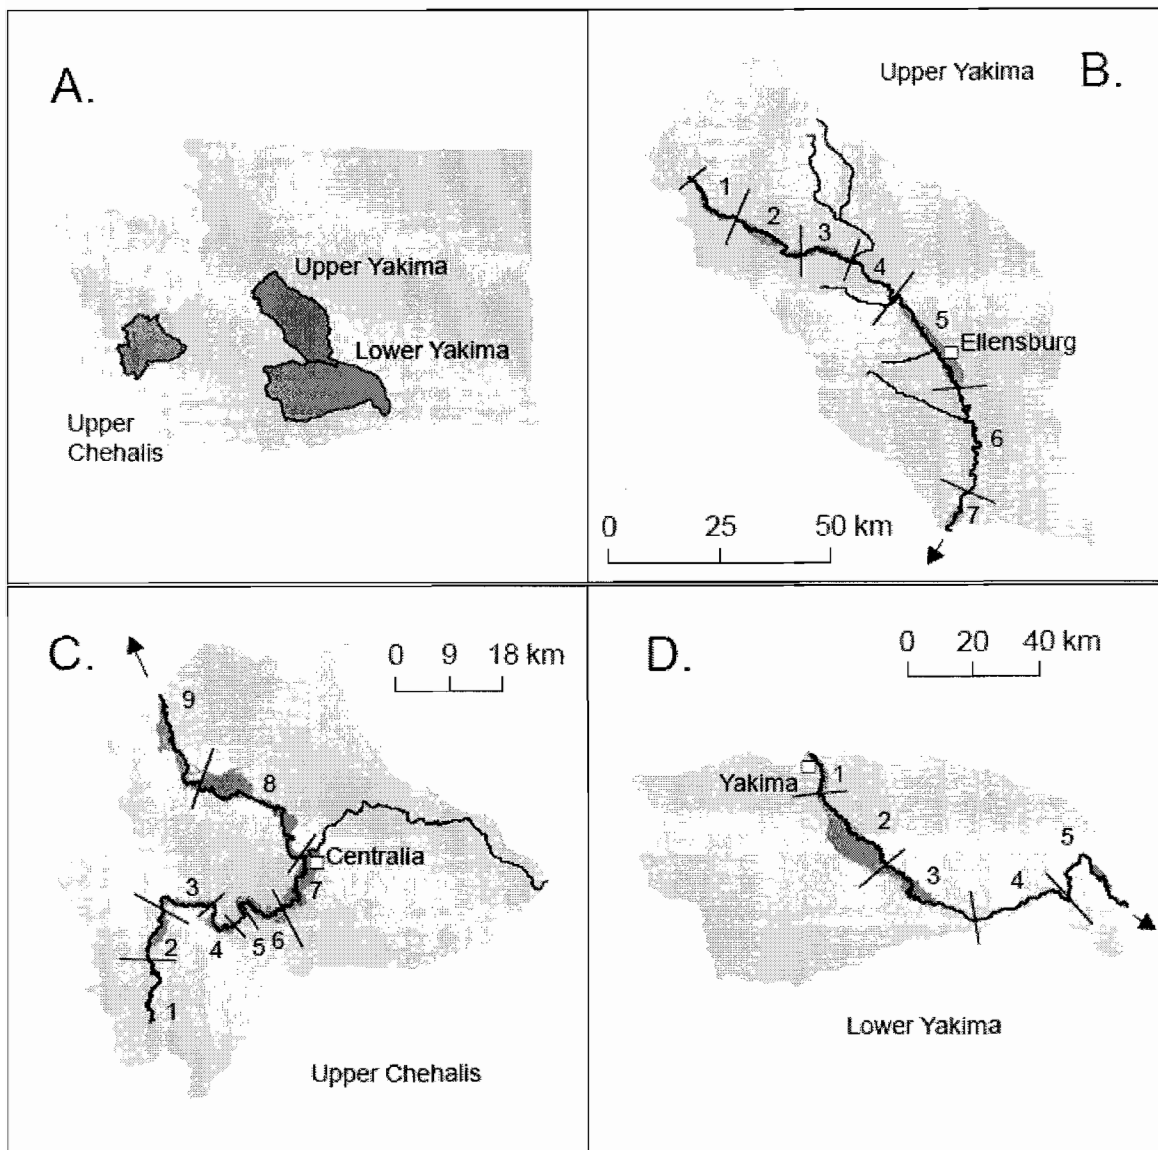 A.
Upper Yakima
Lower Yakima
Upper
Chehalis
Upper Yakima
B.
1
2
3
4
5
Ellensburg
6
7
0 25 50 km
C.
0 9 18 km
9
8
Centralia
7
3
4
5
6
2
1
Upper Chehalis
D.
0 20 40 km
Yakima
1
2
3
4
5
Lower Yakima